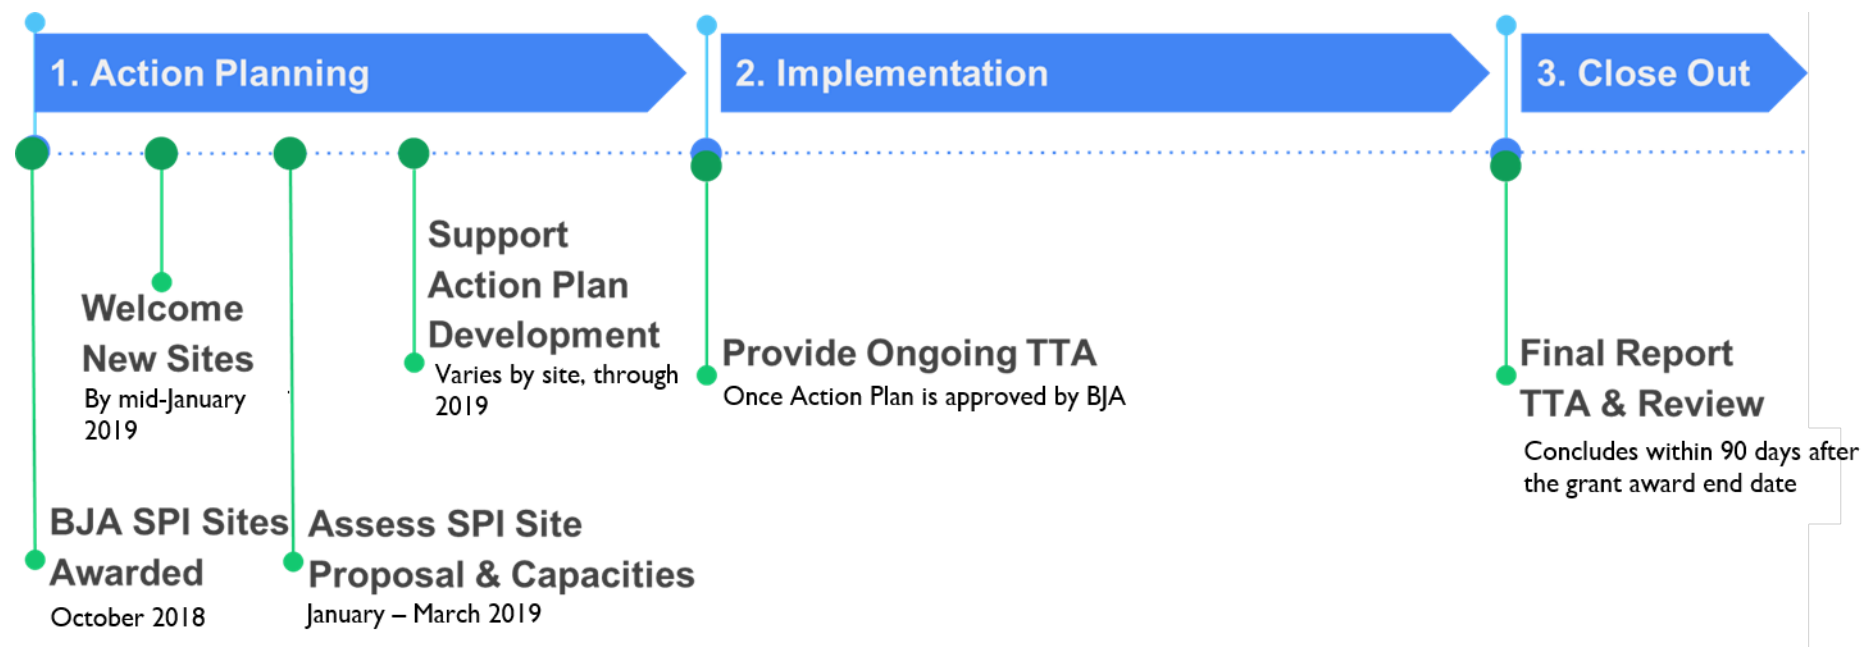 1. Action Planning
2. Implementation
3. Close Out
BJA SPI Sites
Awarded
October 2018
Welcome
New Sites
By mid-January
2019
Assess SPI Site
Proposal & Capacities
January – March 2019
Support
Action Plan
Development
Varies by site, through
2019
Provide Ongoing TTA
Once Action Plan is approved by BJA
Final Report
TTA & Review
Concludes within 90 days after
the grant award end date